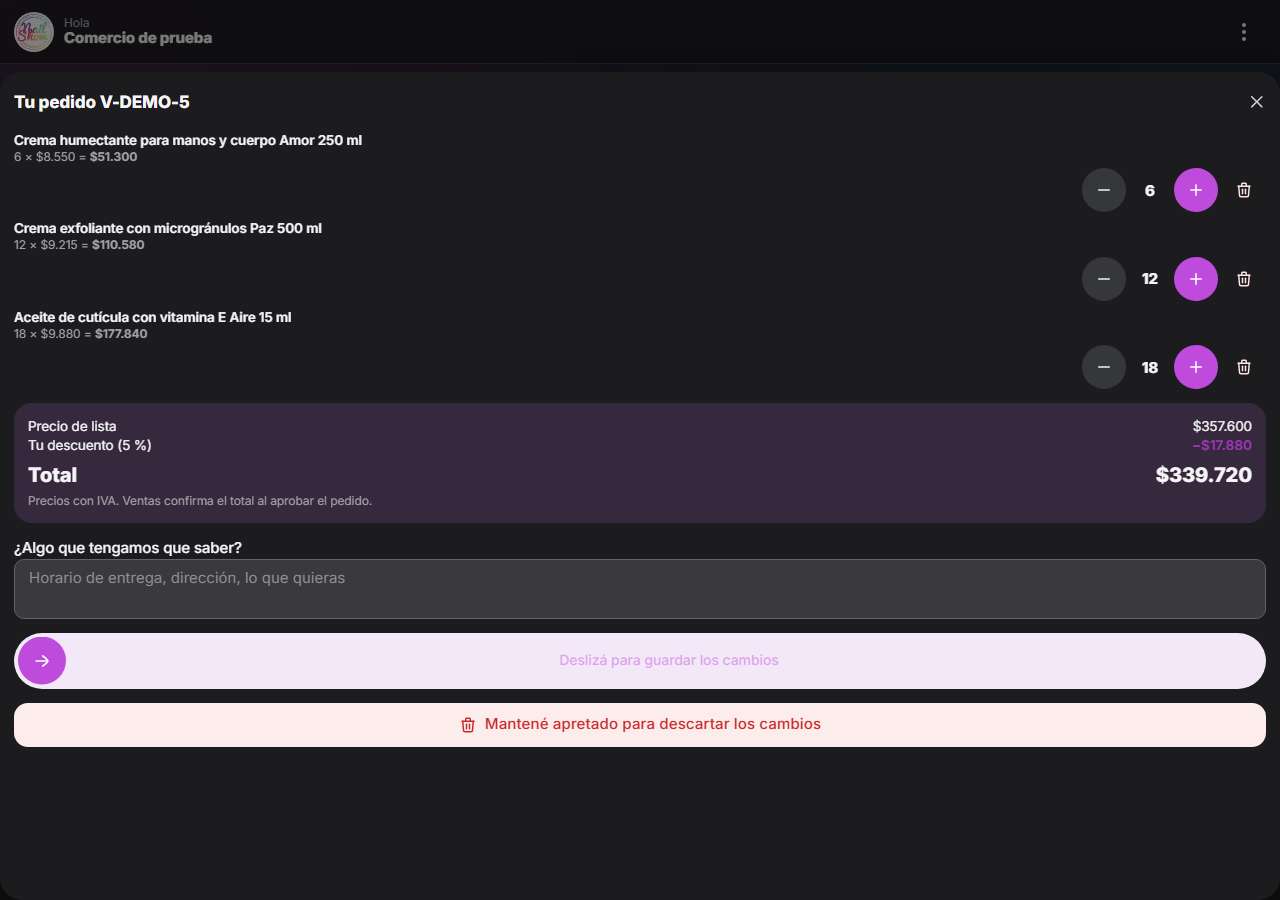 Hola
Comercio de prueba
Tu pedido V-DEMO-5
Crema humectante para manos y cuerpo Amor 250 ml
6 × $8.550 = $51.300
6
Crema exfoliante con microgránulos Paz 500 ml
12 × $9.215 = $110.580
12
Aceite de cutícula con vitamina E Aire 15 ml
18 × $9.880 = $177.840
18
Precio de lista $357.600
Tu descuento (5 %) −$17.880
Total $339.720
Precios con IVA. Ventas confirma el total al aprobar el pedido.
¿Algo que tengamos que saber?
Horario de entrega, dirección, lo que quieras
Deslizá para guardar los cambios
Mantené apretado para descartar los cambios